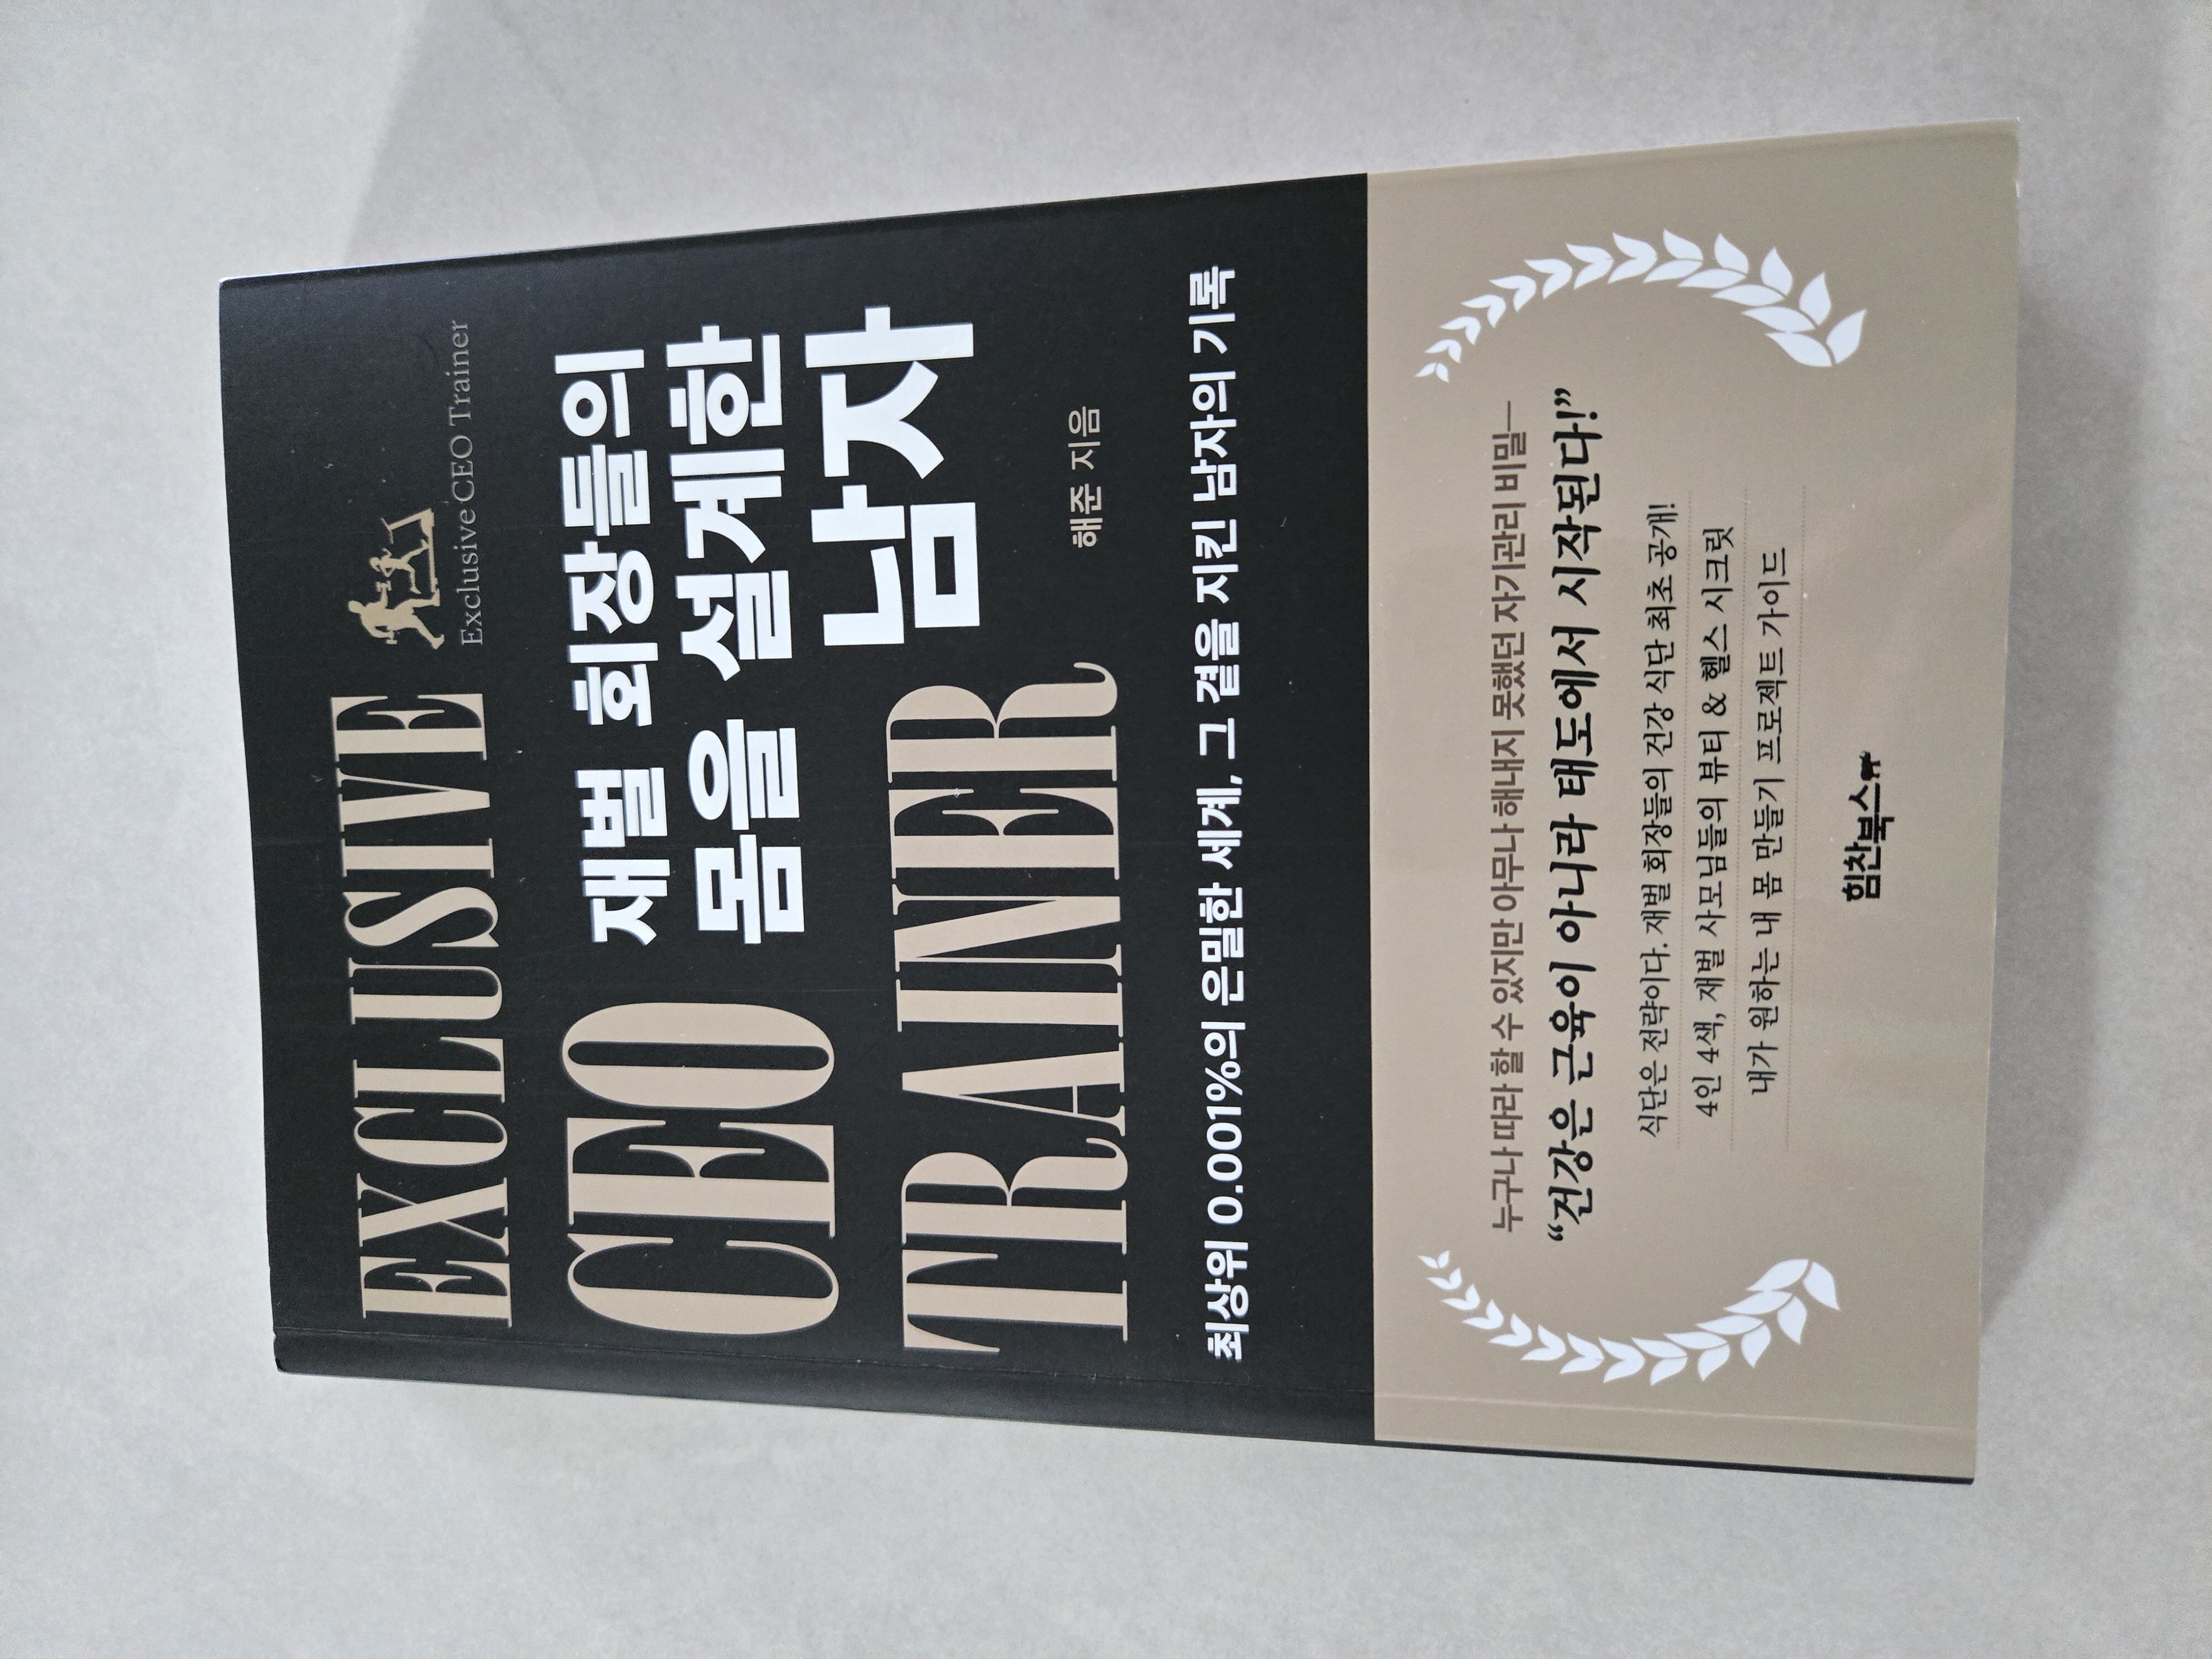 EXCLUSIVE
Exclusive CEO Trainer
CEO
재벌 회장들의
몸을 설계한
남자
TRAINER
해준 지음
최상위 0.001%의 은밀한 세계, 그 곁을 지킨 남자의 기록
누구나 따라 할 수 있지만 아무나 해내지 못했던 자기관리 비밀—
“건강은 근육이 아니라 태도에서 시작된다!”
식단은 전략이다. 재벌 회장들의 건강 식단 최초 공개!
4인 4색, 재벌 사모님들의 뷰티 & 헬스 시크릿
내가 원하는 내 몸 만들기 프로젝트 가이드
힘찬북스